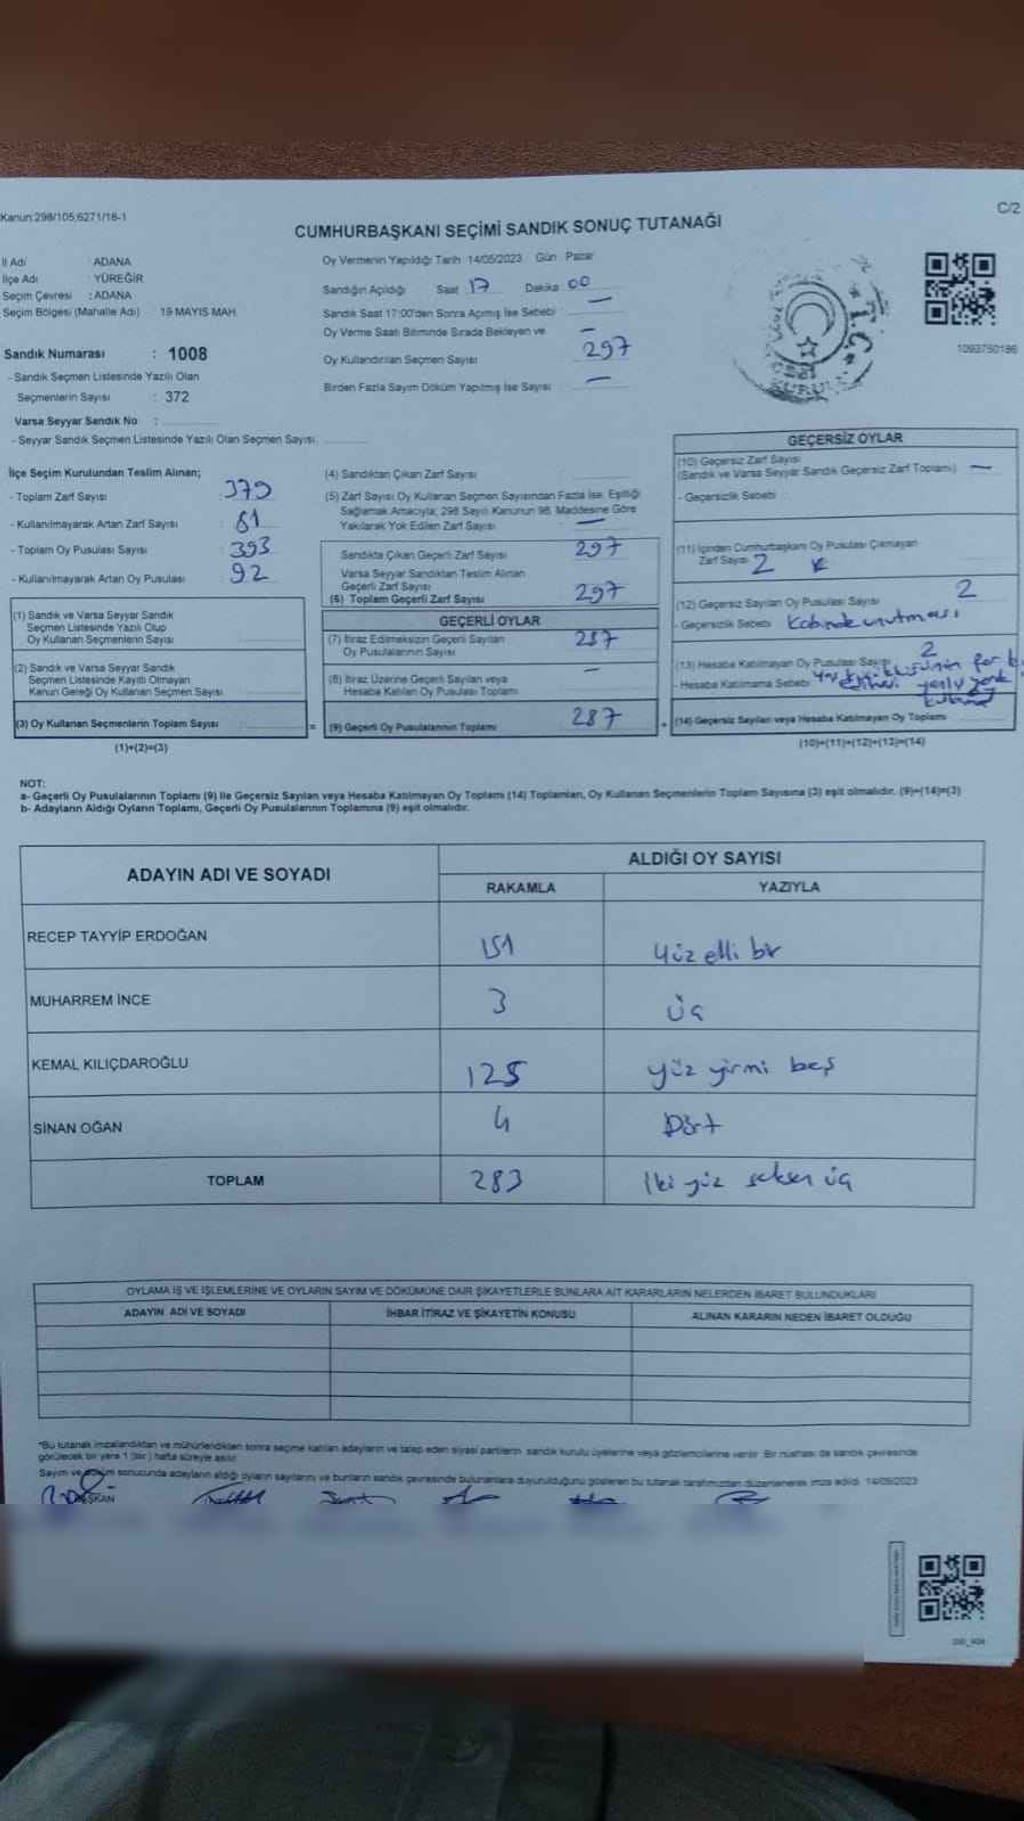 Kanun:298/105,6271/18-1
C/2
CUMHURBAŞKANI SEÇİMİ SANDIK SONUÇ TUTANAĞI
İl Adı : ADANA
İlçe Adı : YÜREĞİR
Seçim Çevresi : ADANA
Seçim Bölgesi (Mahalle Adı) 19 MAYIS MAH.
Sandık Numarası : 1008
- Sandık Seçmen Listesinde Yazılı Olan
Seçmenlerin Sayısı : 372
Varsa Seyyar Sandık No :
- Seyyar Sandık Seçmen Listesinde Yazılı Olan Seçmen Sayısı:
Oy Vermenin Yapıldığı Tarih 14/05/2023 Gün Pazar
Sandığın Açıldığı Saat 17 Dakika 00
Sandık Saat 17:00'den Sonra Açılmış İse Sebebi —
Oy Verme Saati Bitiminde Sırada Bekleyen ve —
Oy Kullandırılan Seçmen Sayısı 297
Birden Fazla Sayım Döküm Yapılmış İse Sayısı —
T.C.
KURULU
1093750186
İlçe Seçim Kurulundan Teslim Alınan;
- Toplam Zarf Sayısı : 379
- Kullanılmayarak Artan Zarf Sayısı : 81
- Toplam Oy Pusulası Sayısı : 393
- Kullanılmayarak Artan Oy Pusulası : 92
(1) Sandık ve Varsa Seyyar Sandık
Seçmen Listesinde Yazılı Olup
Oy Kullanan Seçmenlerin Sayısı
(2) Sandık ve Varsa Seyyar Sandık
Seçmen Listesinde Kayıtlı Olmayan
Kanun Gereği Oy Kullanan Seçmen Sayısı
(3) Oy Kullanan Seçmenlerin Toplam Sayısı =
(1)+(2)=(3)
(4) Sandıktan Çıkan Zarf Sayısı
(5) Zarf Sayısı Oy Kullanan Seçmen Sayısından Fazla İse, Eşitliği
Sağlamak Amacıyla; 298 Sayılı Kanunun 98. Maddesine Göre
Yakılarak Yok Edilen Zarf Sayısı —
Sandıkta Çıkan Geçerli Zarf Sayısı 297
Varsa Seyyar Sandıktan Teslim Alınan
Geçerli Zarf Sayısı
(6) Toplam Geçerli Zarf Sayısı 297
GEÇERLİ OYLAR
(7) İtiraz Edilmeksizin Geçerli Sayılan
Oy Pusulalarının Sayısı 287
(8) İtiraz Üzerine Geçerli Sayılan veya
Hesaba Katılan Oy Pusulası Toplamı —
(9) Geçerli Oy Pusulalarının Toplamı 287 +
GEÇERSİZ OYLAR
(10) Geçersiz Zarf Sayısı
(Sandık ve Varsa Seyyar Sandık Geçersiz Zarf Toplamı) —
- Geçersizlik Sebebi :
(11) İçinden Cumhurbaşkanı Oy Pusulası Çıkmayan
Zarf Sayısı 2
(12) Geçersiz Sayılan Oy Pusulası Sayısı 2
- Geçersizlik Sebebi Kabinde unutması
(13) Hesaba Katılmayan Oy Pusulası Sayısı 2
- Hesaba Katılmama Sebebi
(14) Geçersiz Sayılan veya Hesaba Katılmayan Oy Toplamı
(10)+(11)+(12)+(13)=(14)
NOT:
a- Geçerli Oy Pusulalarının Toplamı (9) ile Geçersiz Sayılan veya Hesaba Katılmayan Oy Toplamı (14) Toplamları, Oy Kullanan Seçmenlerin Toplam Sayısına (3) eşit olmalıdır. (9)+(14)=(3)
b- Adayların Aldığı Oyların Toplamı, Geçerli Oy Pusulalarının Toplamına (9) eşit olmalıdır.
ADAYIN ADI VE SOYADI ALDIĞI OY SAYISI
RAKAMLA YAZIYLA
RECEP TAYYİP ERDOĞAN 151 Yüz elli bir
MUHARREM İNCE 3 üç
KEMAL KILIÇDAROĞLU 125 yüz yirmi beş
SİNAN OĞAN 4 Dört
TOPLAM 283 İki yüz seksen üç
OYLAMA İŞ VE İŞLEMLERİNE VE OYLARIN SAYIM VE DÖKÜMÜNE DAİR ŞİKAYETLERLE BUNLARA AİT KARARLARIN NELERDEN İBARET BULUNDUKLARI
ADAYIN ADI VE SOYADI İHBAR İTİRAZ VE ŞİKAYETİN KONUSU ALINAN KARARIN NEDEN İBARET OLDUĞU
*Bu tutanak imzalandıktan ve mühürlendikten sonra seçime katılan adayların ve talep eden siyasi partilerin sandık kurulu üyelerine veya gözlemcilerine verilir. Bir nüshası da sandık çevresinde
görülecek bir yere 1 (bir) hafta süreyle asılır.
Sayım ve döküm sonucunda adayların aldığı oyların sayılarını ve bunların sandık çevresinde bulunanlara duyurulduğunu gösteren bu tutanak tarafımızdan düzenlenerek imza edildi. 14/05/2023
BAŞKAN